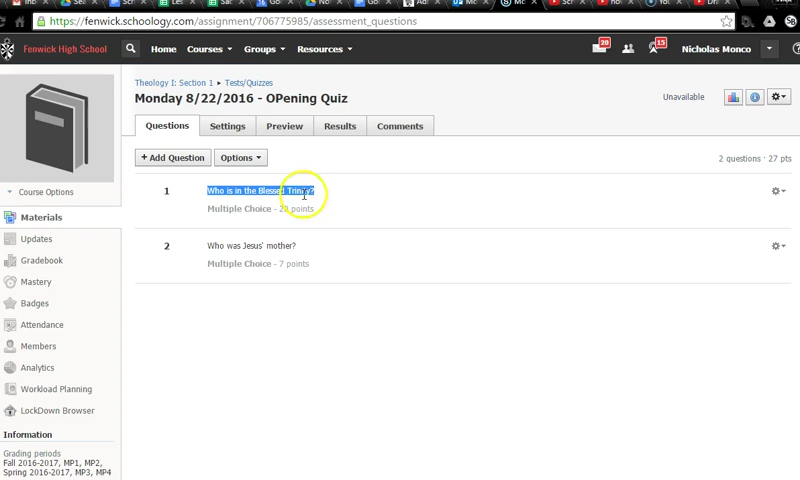 https://fenwick.schoology.com/assignment/706775985/assessment_questions
Fenwick High School
Home
Courses
Groups
Resources
20
15
Nicholas Monco
Theology I: Section 1 ▸ Tests/Quizzes
Monday 8/22/2016 - OPening Quiz
Unavailable
Questions
Settings
Preview
Results
Comments
+ Add Question
Options
2 questions · 27 pts
1
Who is in the Blessed Trinity?
Multiple Choice - 20 points
2
Who was Jesus' mother?
Multiple Choice - 7 points
Course Options
Materials
Updates
Gradebook
Mastery
Badges
Attendance
Members
Analytics
Workload Planning
LockDown Browser
Information
Grading periods
Fall 2016-2017, MP1, MP2,
Spring 2016-2017, MP3, MP4